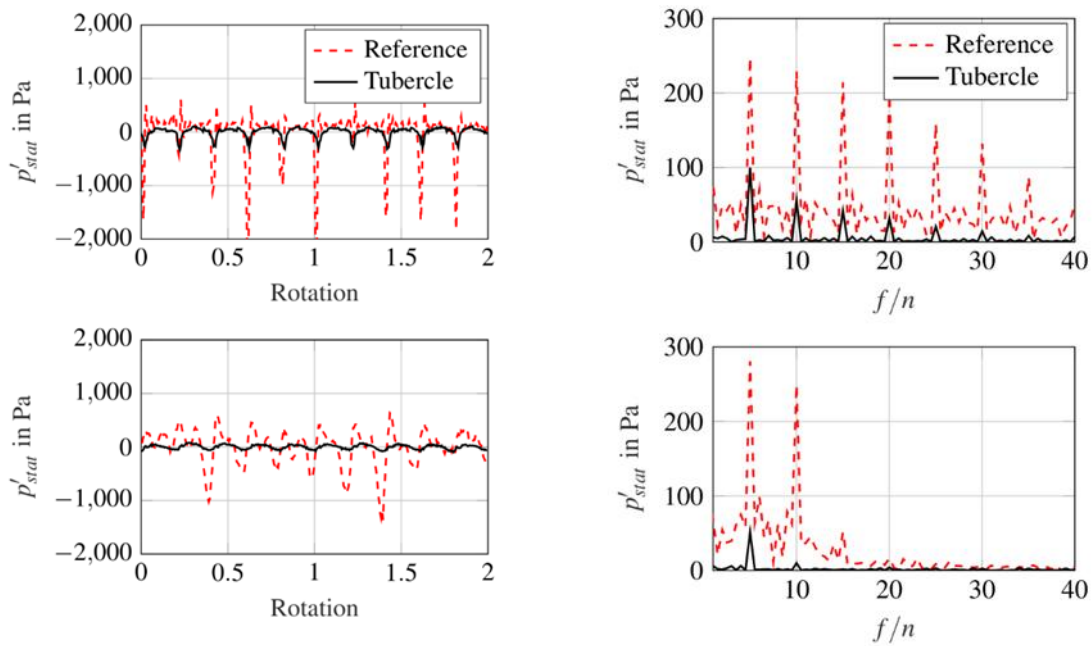 2,000
1,000
0
−1,000
−2,000
p′stat in Pa
0 0.5 1 1.5 2
Rotation
Reference
Tubercle
300
200
100
0
p′stat in Pa
10 20 30 40
f/n
Reference
Tubercle
2,000
1,000
0
−1,000
−2,000
p′stat in Pa
0 0.5 1 1.5 2
Rotation
300
200
100
0
p′stat in Pa
10 20 30 40
f/n